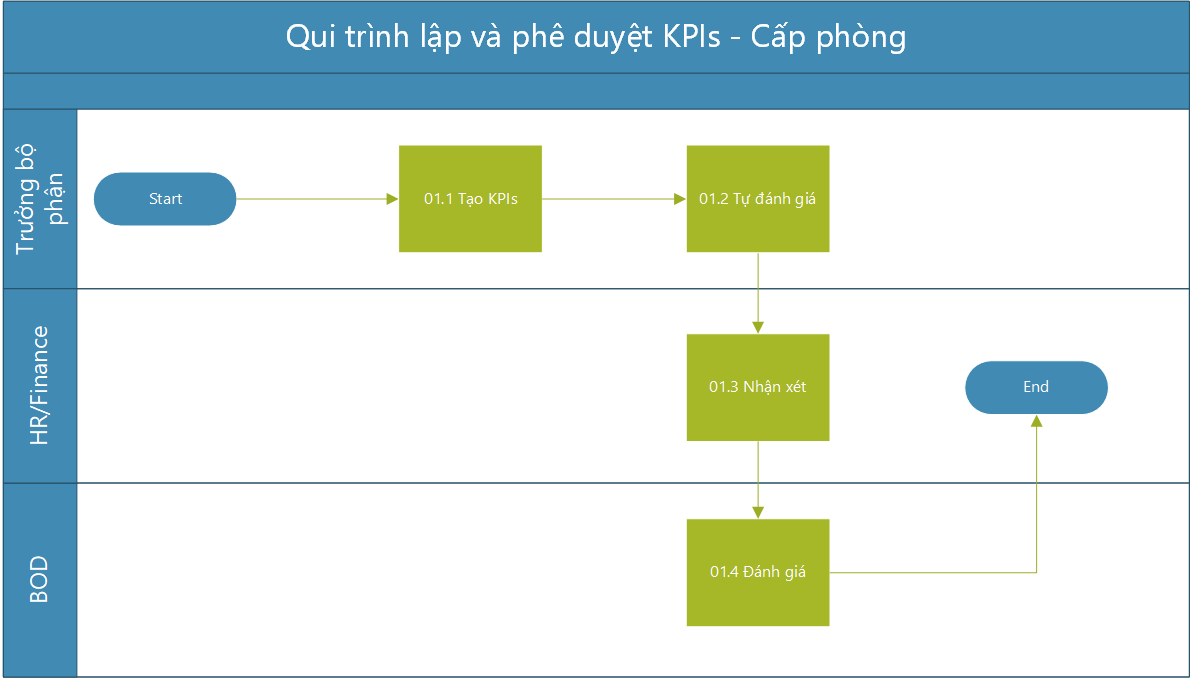 Qui trình lập và phê duyệt KPIs - Cấp phòng
Trưởng bộ
phận
Start
01.1 Tạo KPIs
01.2 Tự đánh giá
HR/Finance
01.3 Nhận xét
End
BOD
01.4 Đánh giá